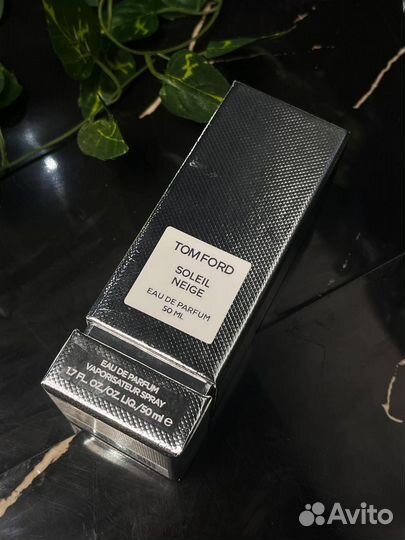 TOM FORD
SOLEIL
NEIGE
EAU DE PARFUM
50 ML
EAU DE PARFUM
VAPORISATEUR SPRAY
1.7 FL. OZ./OZ. LIQ./50 ml ℮
Avito